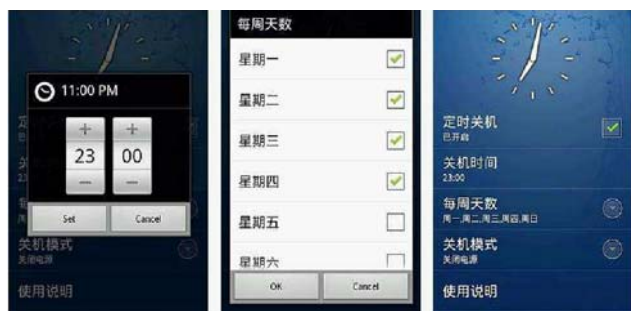 11:00 PM
定时关机
+
+
23
00
−
−
Set
Cancel
关机模式
关闭电源
使用说明
每周天数
星期一
星期二
星期三
星期四
星期五
星期六
OK
Cancel
定时关机
已开启
关机时间
23:00
每周天数
周一,周二,周三,周四,周日
关机模式
关闭电源
使用说明